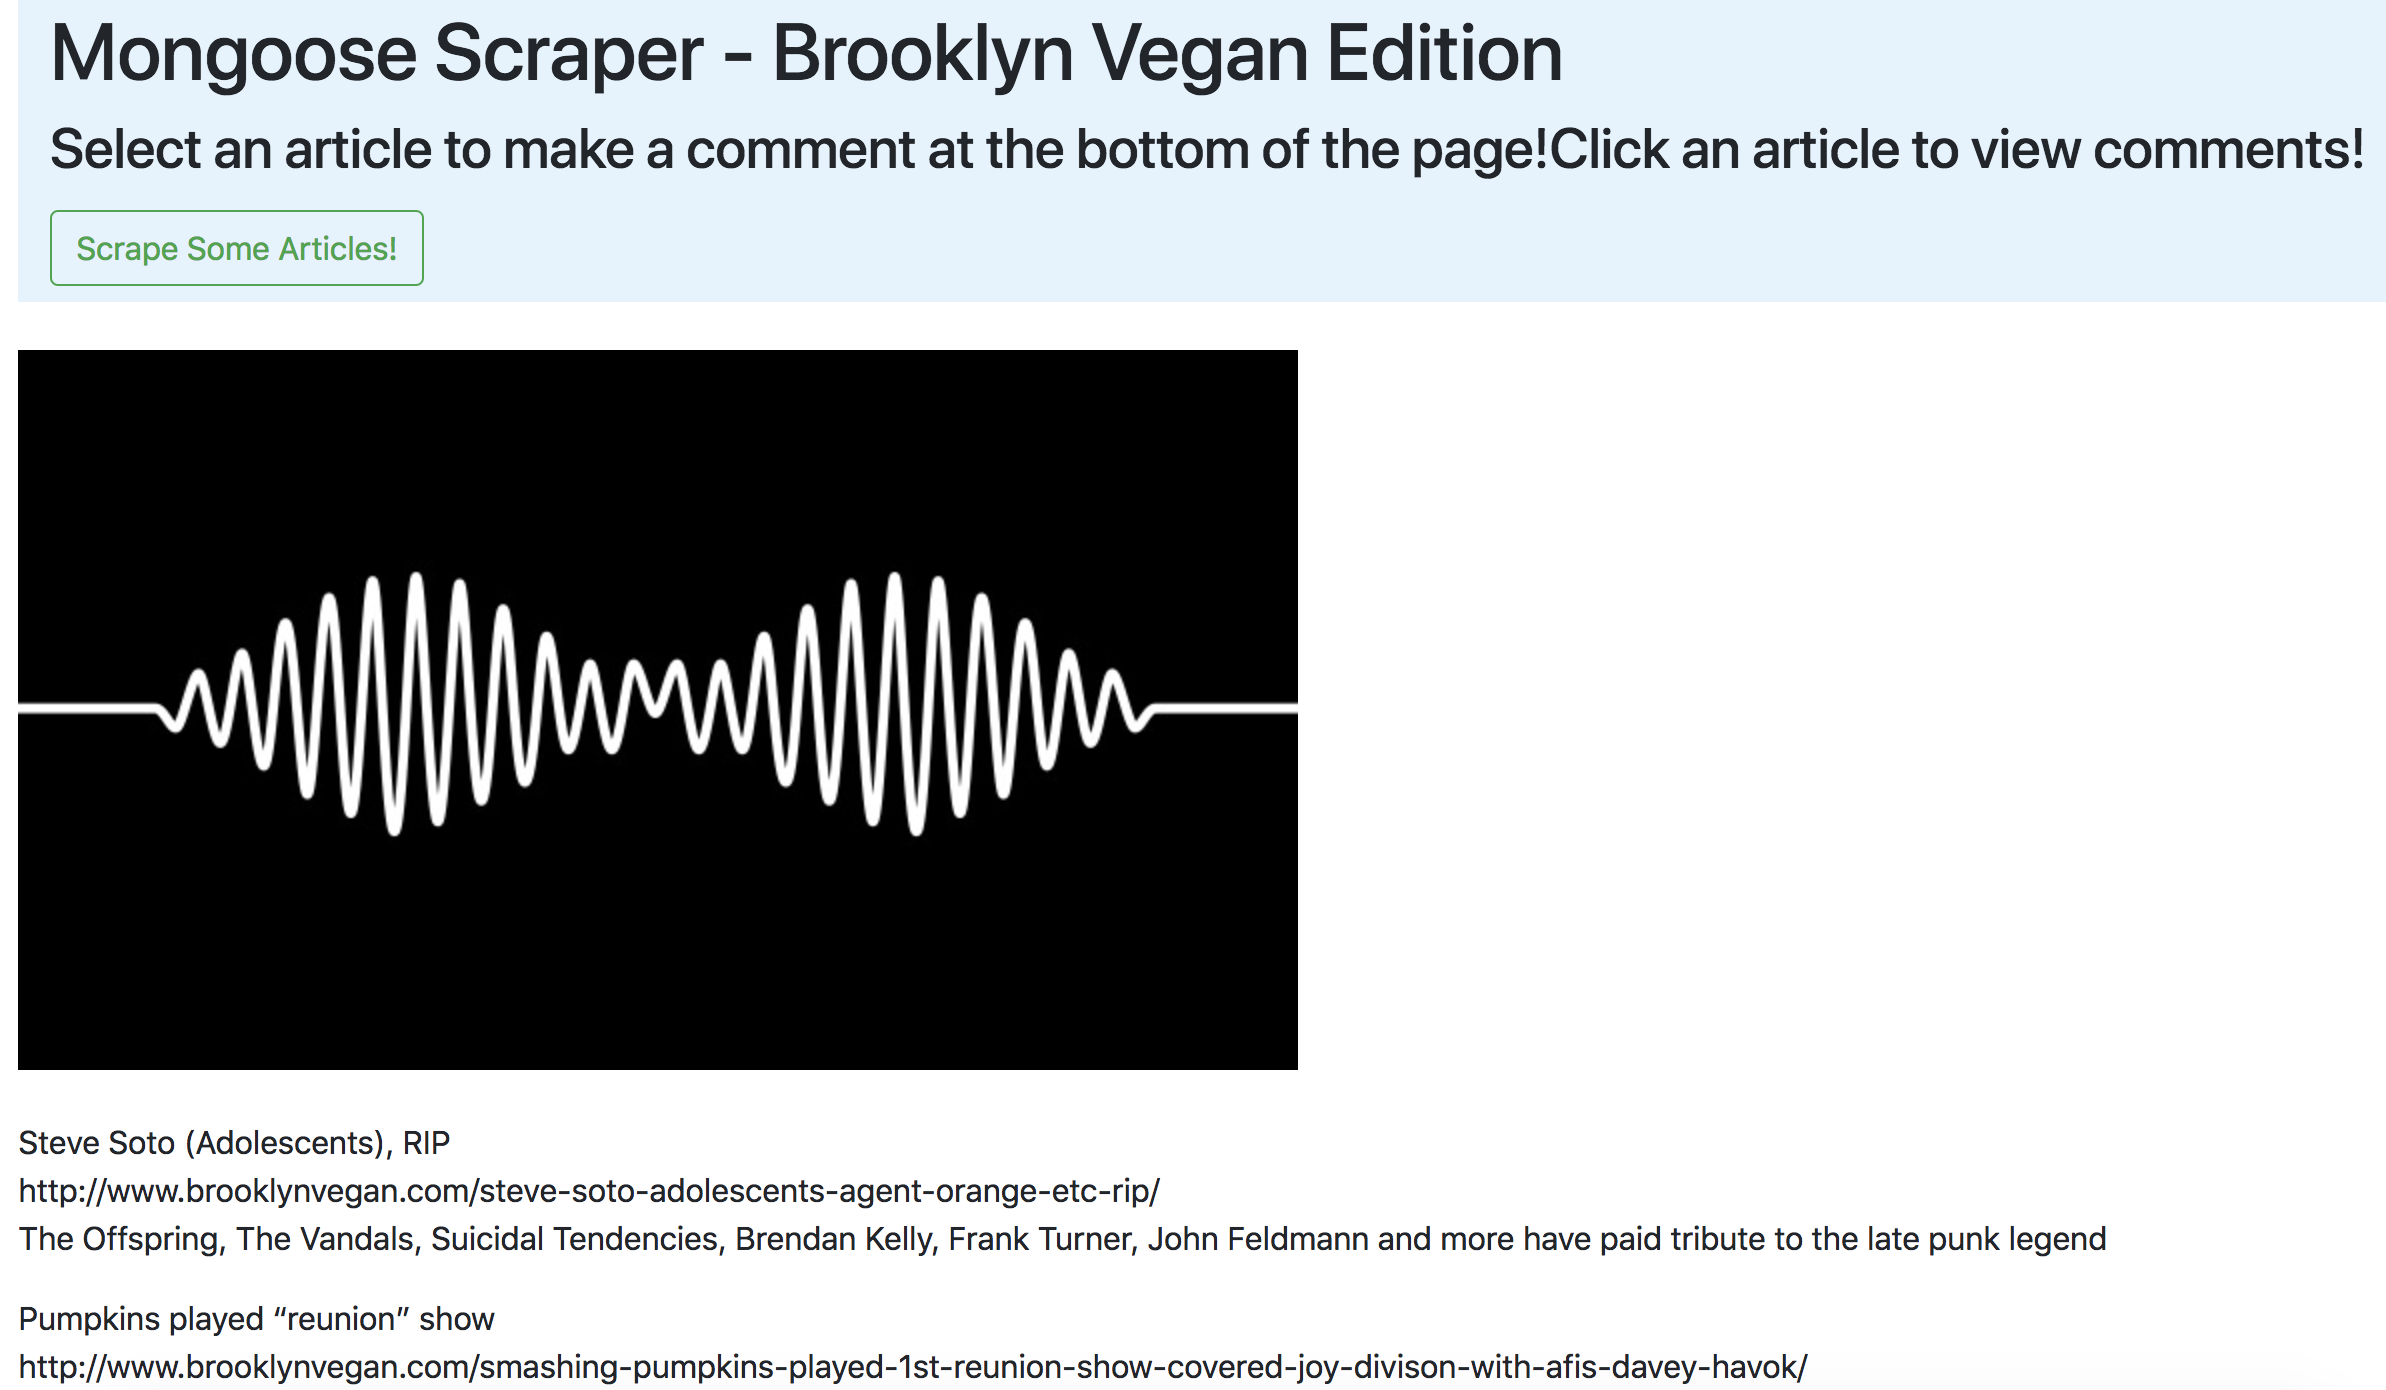 Mongoose Scraper - Brooklyn Vegan Edition
Select an article to make a comment at the bottom of the page!Click an article to view comments!
Scrape Some Articles!
Steve Soto (Adolescents), RIP
http://www.brooklynvegan.com/steve-soto-adolescents-agent-orange-etc-rip/
The Offspring, The Vandals, Suicidal Tendencies, Brendan Kelly, Frank Turner, John Feldmann and more have paid tribute to the late punk legend
Pumpkins played “reunion” show
http://www.brooklynvegan.com/smashing-pumpkins-played-1st-reunion-show-covered-joy-divison-with-afis-davey-havok/